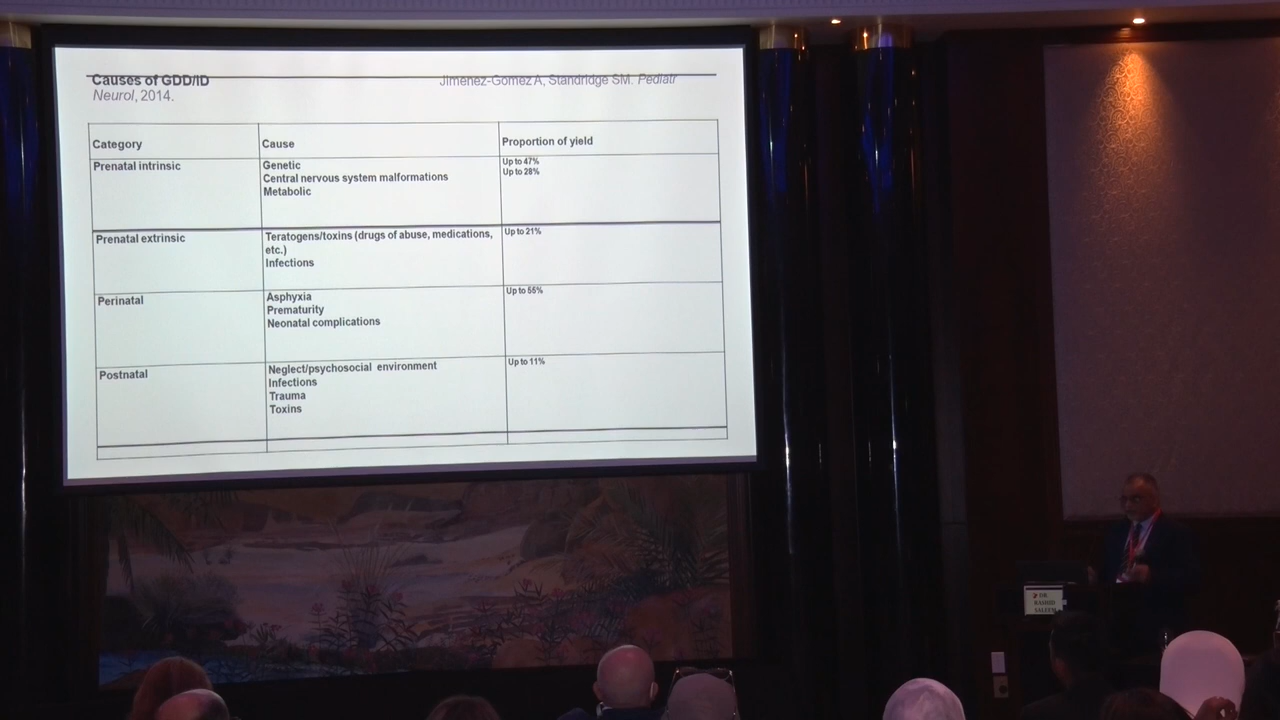 Causes of GDD/ID Jimenez-Gomez A, Standridge SM. Pediatr
Neurol, 2014.
Category Cause Proportion of yield
Prenatal intrinsic Genetic Up to 47%
Central nervous system malformations Up to 28%
Metabolic
Prenatal extrinsic Teratogens/toxins (drugs of abuse, medications, Up to 21%
etc.)
Infections
Perinatal Asphyxia Up to 55%
Prematurity
Neonatal complications
Postnatal Neglect/psychosocial environment Up to 11%
Infections
Trauma
Toxins
DR
RASHID
SALEEM